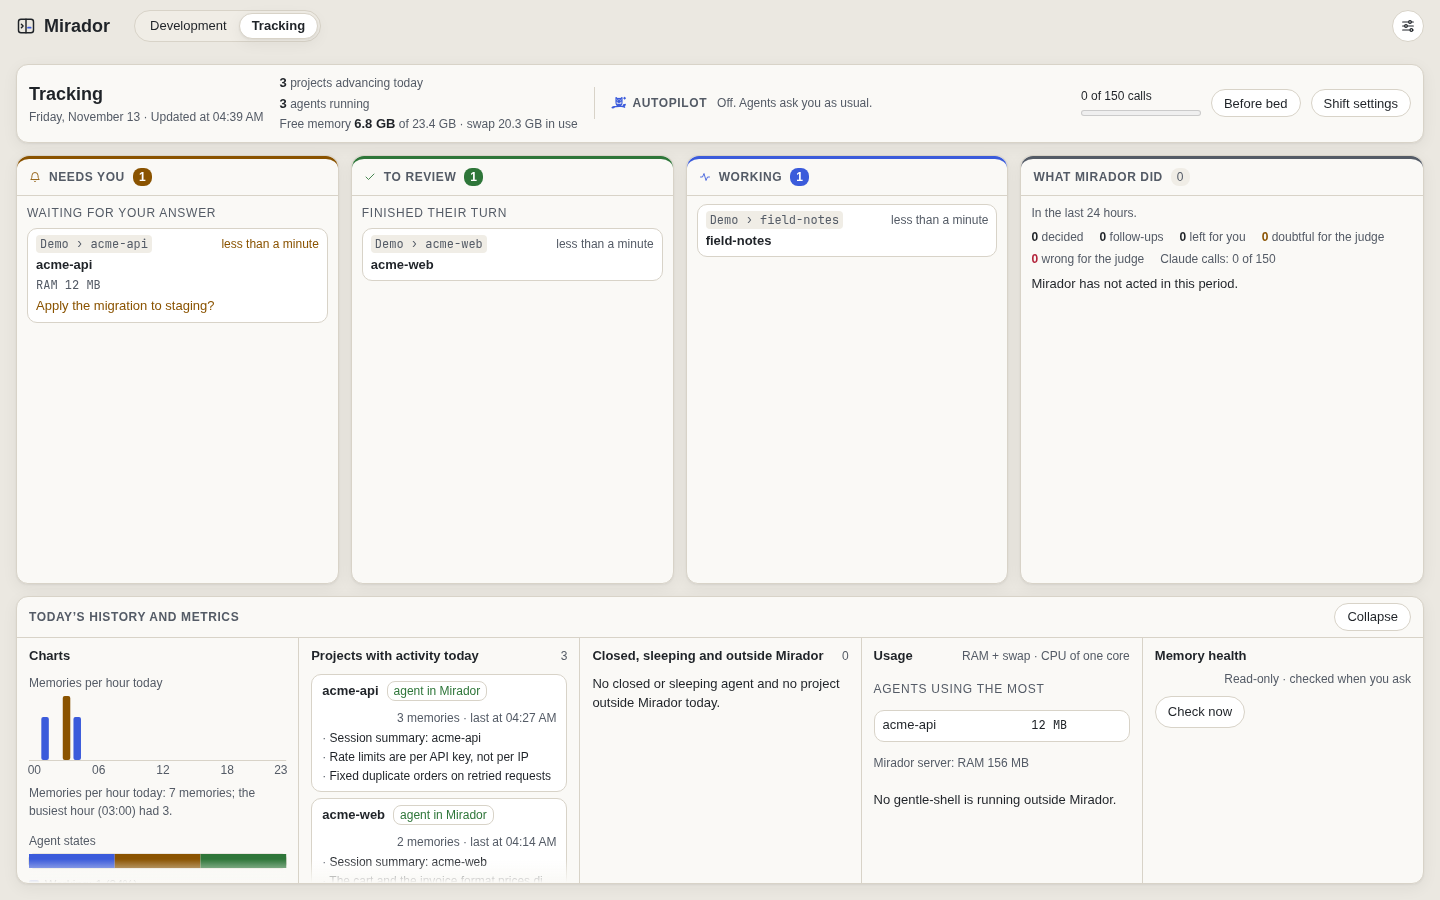 Mirador
Development
Tracking
Tracking
Friday, November 13 · Updated at 04:39 AM
3 projects advancing today
3 agents running
Free memory 6.8 GB of 23.4 GB · swap 20.3 GB in use
AUTOPILOT Off. Agents ask you as usual.
0 of 150 calls
Before bed
Shift settings
NEEDS YOU 1
WAITING FOR YOUR ANSWER
Demo › acme-api less than a minute
acme-api
RAM 12 MB
Apply the migration to staging?
TO REVIEW 1
FINISHED THEIR TURN
Demo › acme-web less than a minute
acme-web
WORKING 1
Demo › field-notes less than a minute
field-notes
WHAT MIRADOR DID 0
In the last 24 hours.
0 decided 0 follow-ups 0 left for you 0 doubtful for the judge
0 wrong for the judge Claude calls: 0 of 150
Mirador has not acted in this period.
TODAY’S HISTORY AND METRICS
Collapse
Charts
Memories per hour today
00 06 12 18 23
Memories per hour today: 7 memories; the
busiest hour (03:00) had 3.
Agent states
Projects with activity today 3
acme-api agent in Mirador
3 memories · last at 04:27 AM
· Session summary: acme-api
· Rate limits are per API key, not per IP
· Fixed duplicate orders on retried requests
acme-web agent in Mirador
2 memories · last at 04:14 AM
· Session summary: acme-web
· The cart and the invoice format prices di
Closed, sleeping and outside Mirador 0
No closed or sleeping agent and no project
outside Mirador today.
Usage RAM + swap · CPU of one core
AGENTS USING THE MOST
acme-api 12 MB
Mirador server: RAM 156 MB
No gentle-shell is running outside Mirador.
Memory health
Read-only · checked when you ask
Check now